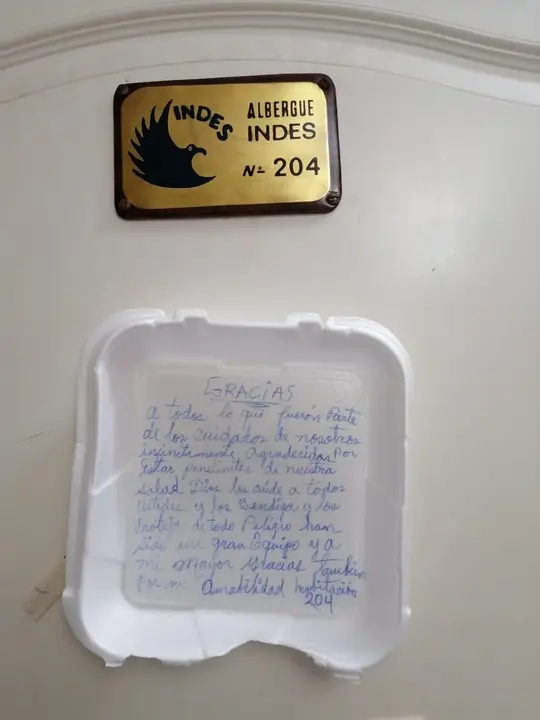 INDES
ALBERGUE
INDES
Nº 204
GRACIAS
A todos lo que fuerón Parte
de los cuidados de nosotros
infinitamente, agradecidos por
estar pendientes de nuestra
salud Dios los cuide a todos
Ustedes y los Bendiga y los
Proteja de todo Peligro han
sido un gran Equipo y a
mi Mayor Gracias también
por su Amabilidad habitación
204